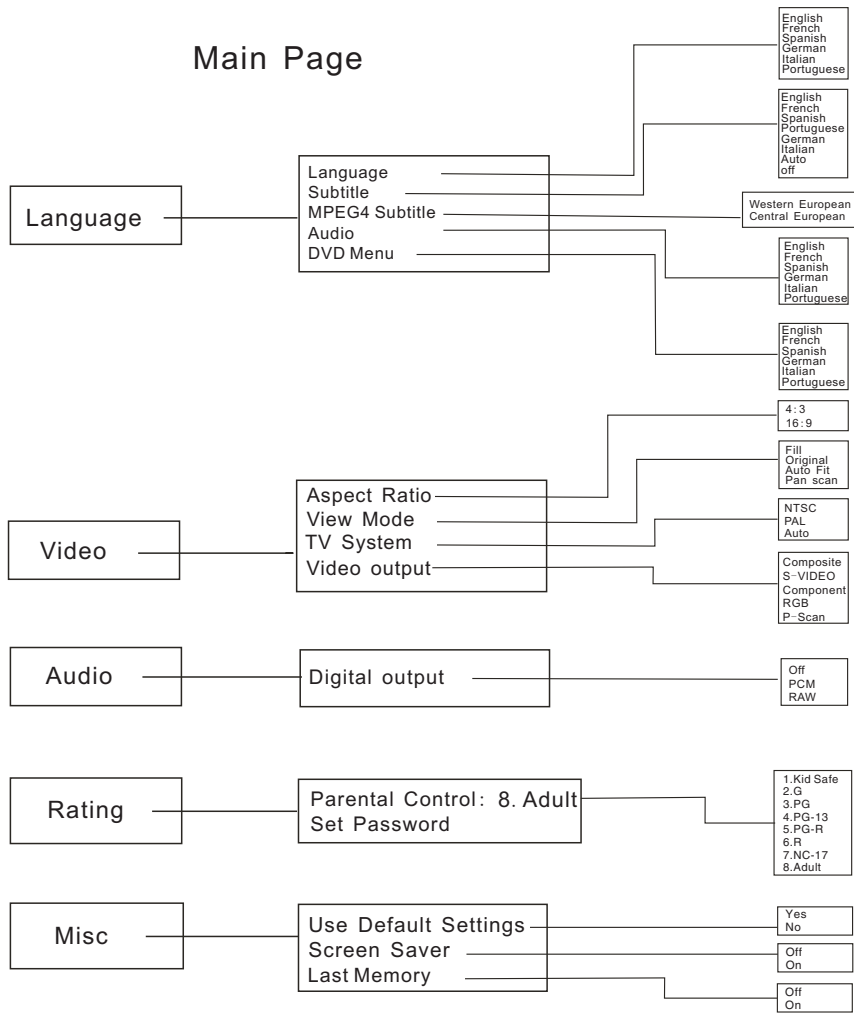 Main Page
Language
Language
Subtitle
MPEG4 Subtitle
Audio
DVD Menu
English
French
Spanish
German
Italian
Portuguese
English
French
Spanish
Portuguese
German
Italian
Auto
off
Western European
Central European
English
French
Spanish
German
Italian
Portuguese
English
French
Spanish
German
Italian
Portuguese
Video
Aspect Ratio
View Mode
TV System
Video output
4:3
16:9
Fill
Original
Auto Fit
Pan scan
NTSC
PAL
Auto
Composite
S-VIDEO
Component
RGB
P-Scan
Audio
Digital output
Off
PCM
RAW
Rating
Parental Control: 8. Adult
Set Password
1.Kid Safe
2.G
3.PG
4.PG-13
5.PG-R
6.R
7.NC-17
8.Adult
Misc
Use Default Settings
Screen Saver
Last Memory
Yes
No
Off
On
Off
On